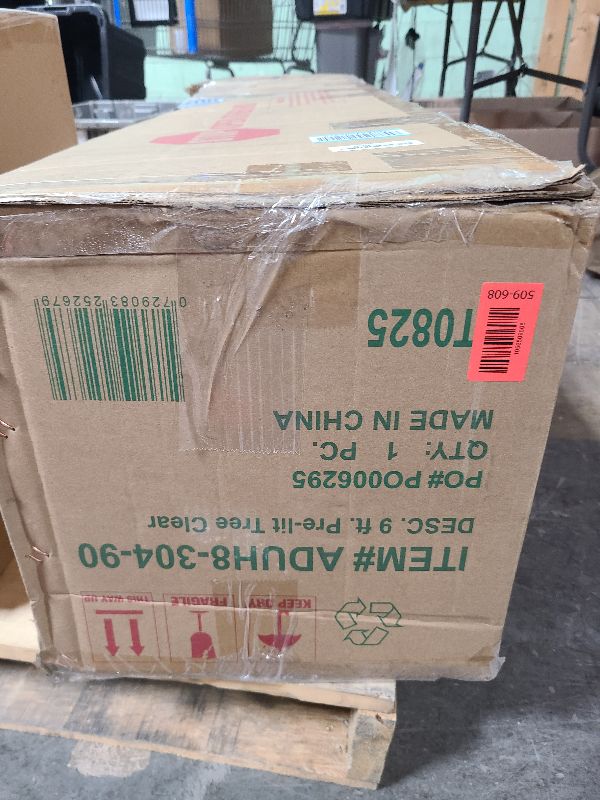 ITEM# ADUH8-304-90
DESC. 9 ft. Pre-lit Tree Clear
PO# PO006295
QTY: 1 PC.
MADE IN CHINA
T0825
0 729083 252679
509-608
KEEP DRY
FRAGILE
THIS WAY UP